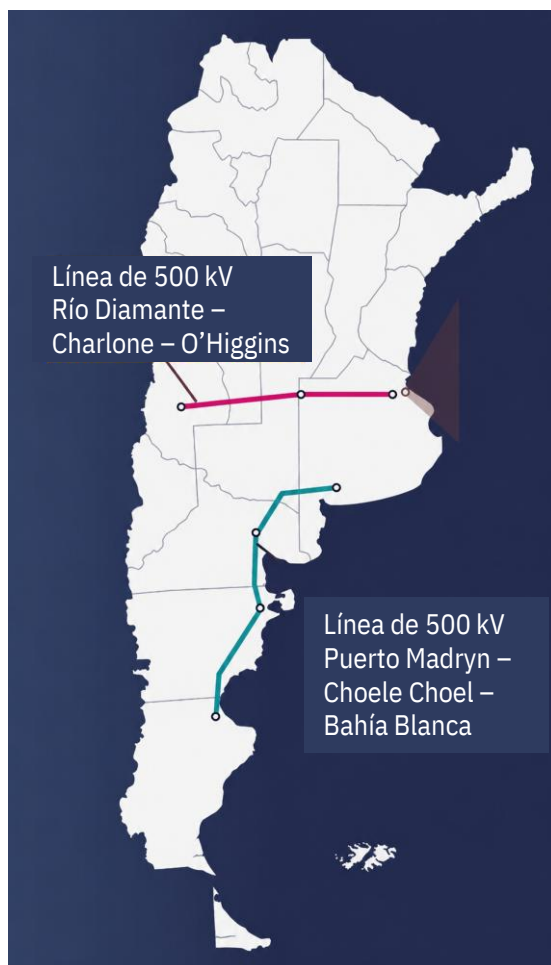 Línea de 500 kV
Río Diamante –
Charlone – O’Higgins
Línea de 500 kV
Puerto Madryn –
Choele Choel –
Bahía Blanca